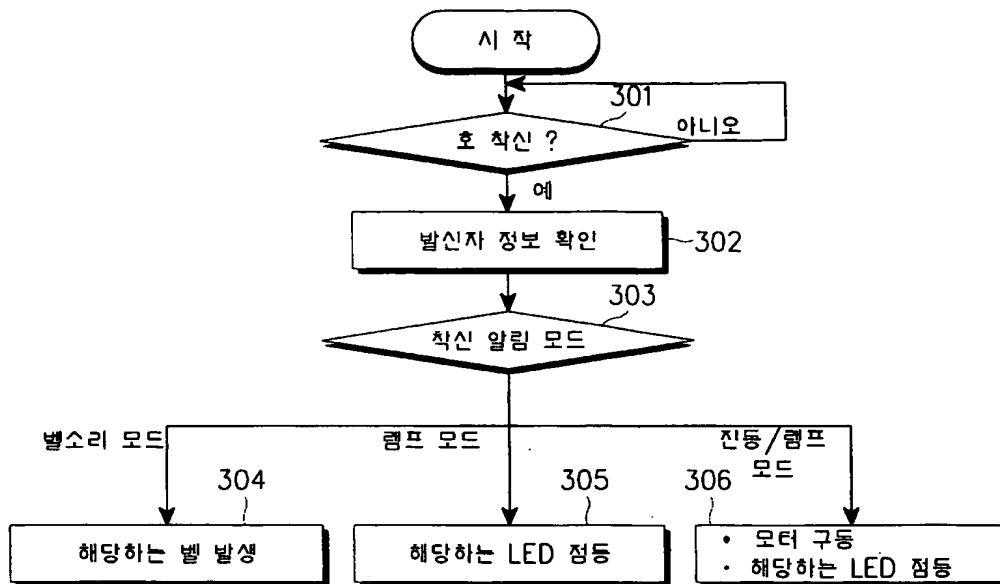 시 작
301
아니오
호 착신 ?
예
발신자 정보 확인
302
303
착신 알림 모드
벨소리 모드
램프 모드
진동/램프
모드
304
305
306
해당하는 벨 발생
해당하는 LED 점등
• 모터 구동
• 해당하는 LED 점등